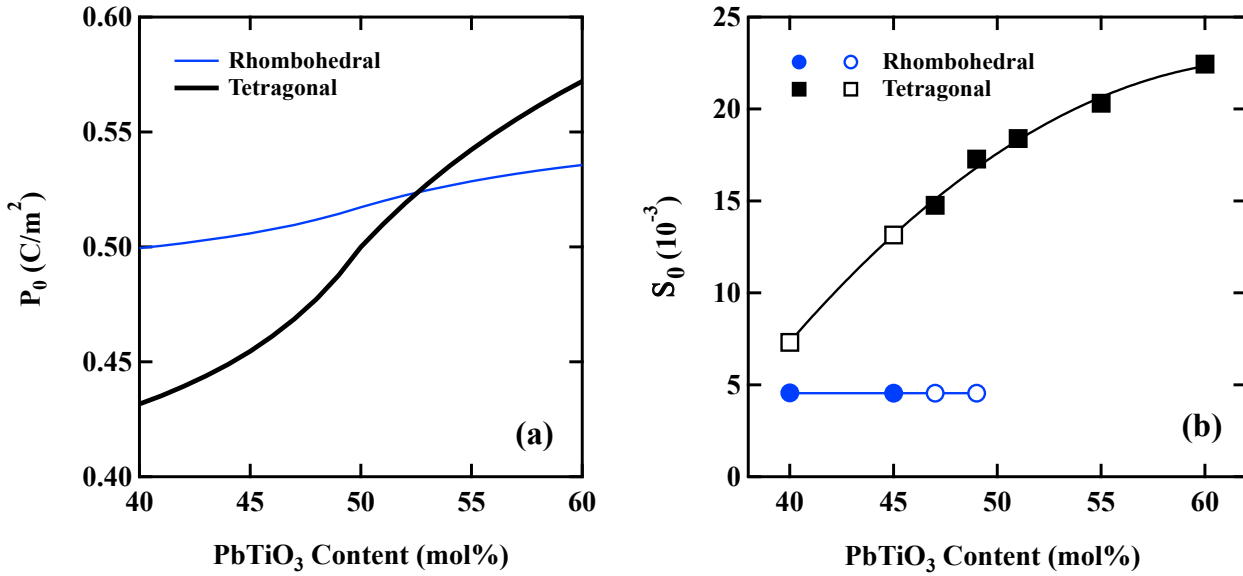 0.60
0.55
0.50
0.45
0.40
P₀ (C/m²)
Rhombohedral
Tetragonal
(a)
40 45 50 55 60
PbTiO₃ Content (mol%)
25
20
15
10
5
0
S₀ (10⁻³)
Rhombohedral
Tetragonal
(b)
40 45 50 55 60
PbTiO₃ Content (mol%)